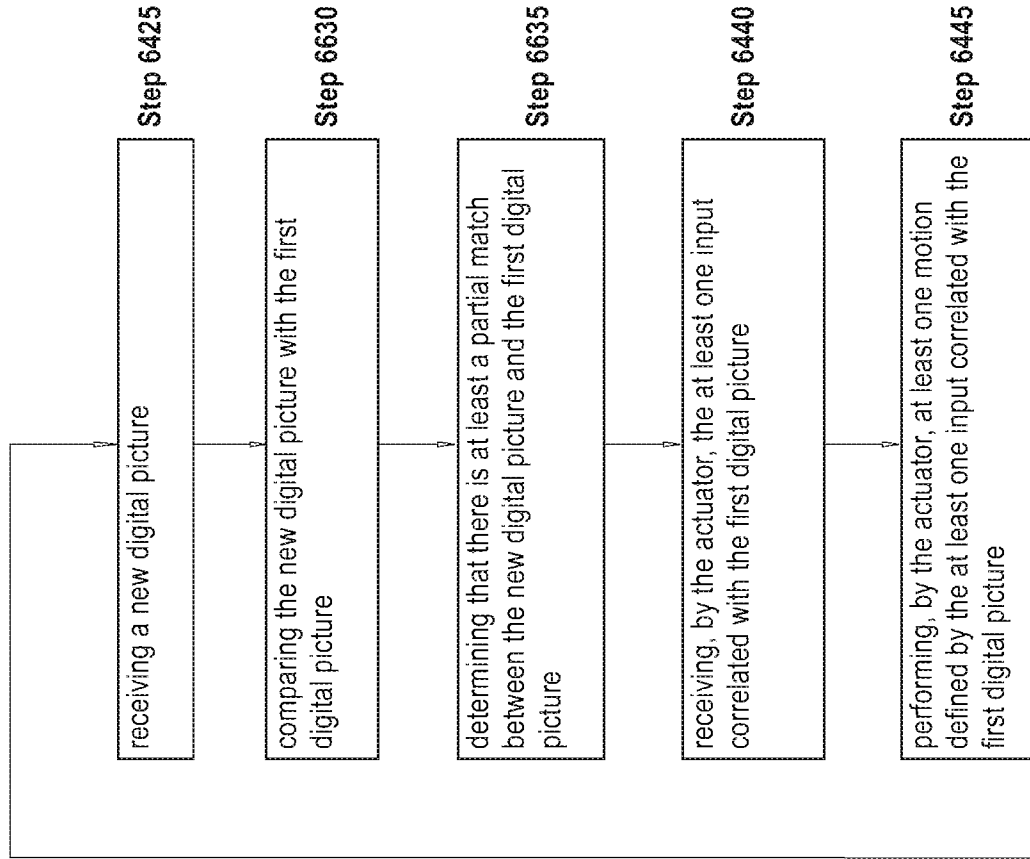 receiving a new digital picture
Step 6425
comparing the new digital picture with the first
digital picture
Step 6630
determining that there is at least a partial match
between the new digital picture and the first digital
picture
Step 6635
receiving, by the actuator, the at least one input
correlated with the first digital picture
Step 6440
performing, by the actuator, at least one motion
defined by the at least one input correlated with the
first digital picture
Step 6445